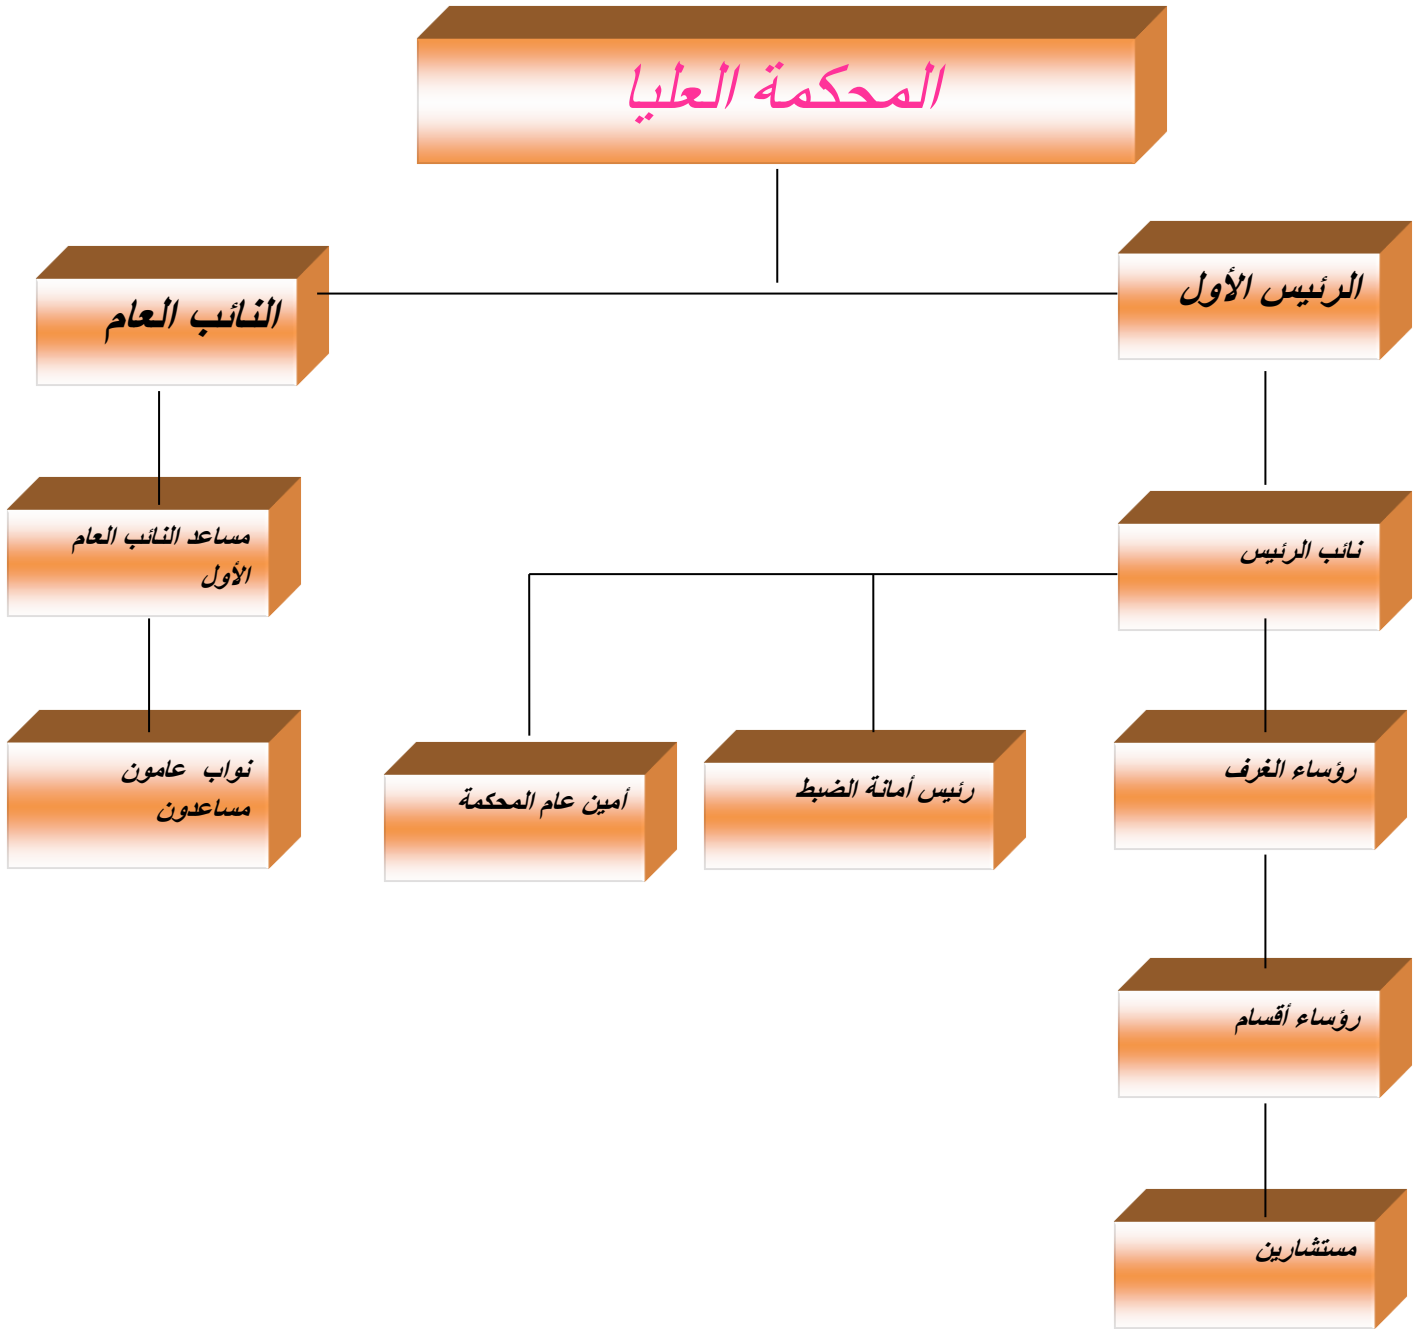 المحكمة العليا
الرئيس الأول
النائب العام
نائب الرئيس
مساعد النائب العام
الأول
رؤساء الغرف
رئيس أمانة الضبط
أمين عام المحكمة
نواب عامون
مساعدون
رؤساء أقسام
مستشارين